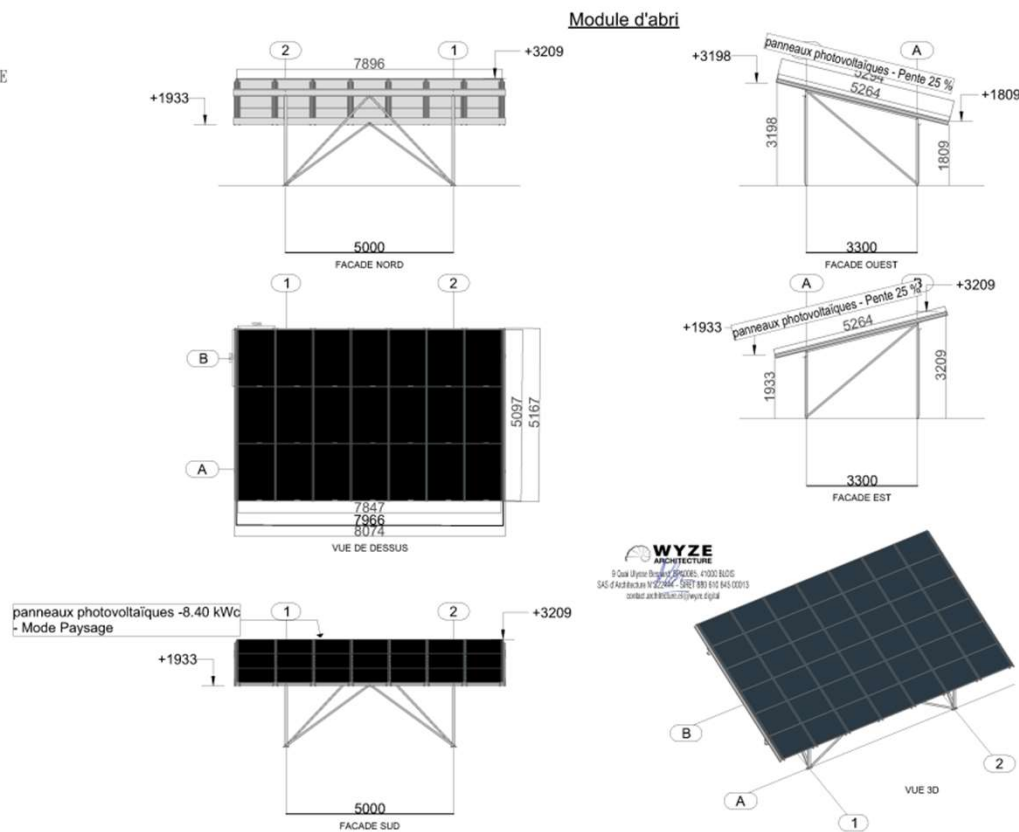 Module d'abri
E
2
1
+3209
7896
+1933
5000
FACADE NORD
A
panneaux photovoltaïques - Pente 25 %
+3198
5264
+1809
3198
1809
3300
FACADE OUEST
1
2
B
A
5097
5167
7847
7966
8074
VUE DE DESSUS
A
panneaux photovoltaïques - Pente 25 %
+3209
+1933
5264
1933
3209
3300
FACADE EST
WYZE
ARCHITECTURE
contact.architecture
panneaux photovoltaïques -8.40 kWc
- Mode Paysage
1
2
+3209
+1933
5000
FACADE SUD
B
A
1
2
VUE 3D